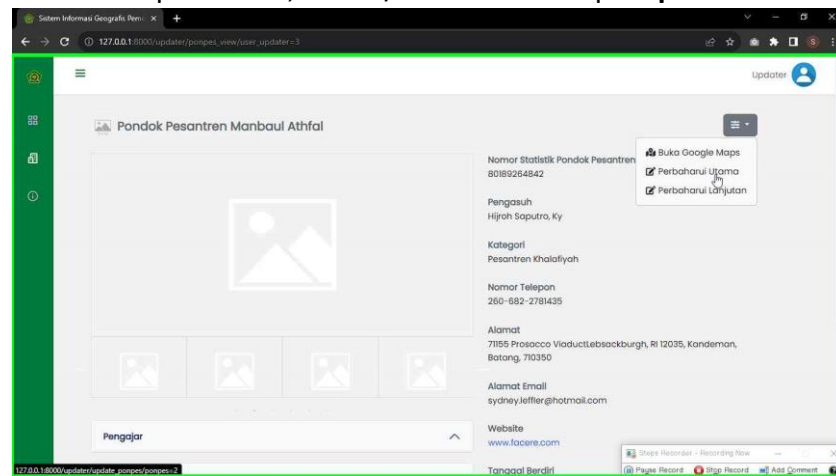 Sistem Informasi Geografis Pem
127.0.0.1:8000/updater/ponpes_view/user_updater=3
S
Updater
Pondok Pesantren Manbaul Athfal
Buka Google Maps
Perbaharui Utama
Perbaharui Lanjutan
Nomor Statistik Pondok Pesantren
80189264842
Pengasuh
Hijroh Saputro, Ky
Kategori
Pesantren Khalafiyah
Nomor Telepon
260-682-2781435
Alamat
71155 Prosacco ViaductLebsackburgh, RI 12035, Kandeman,
Batang, 710350
Alamat Email
sydney.leffler@hotmail.com
Website
www.facere.com
Tanggal Berdiri
Pengajar
127.0.0.1:8000/updater/update_ponpes/ponpes=2
Steps Recorder - Recording Now
Pause Record
Stop Record
Add Comment